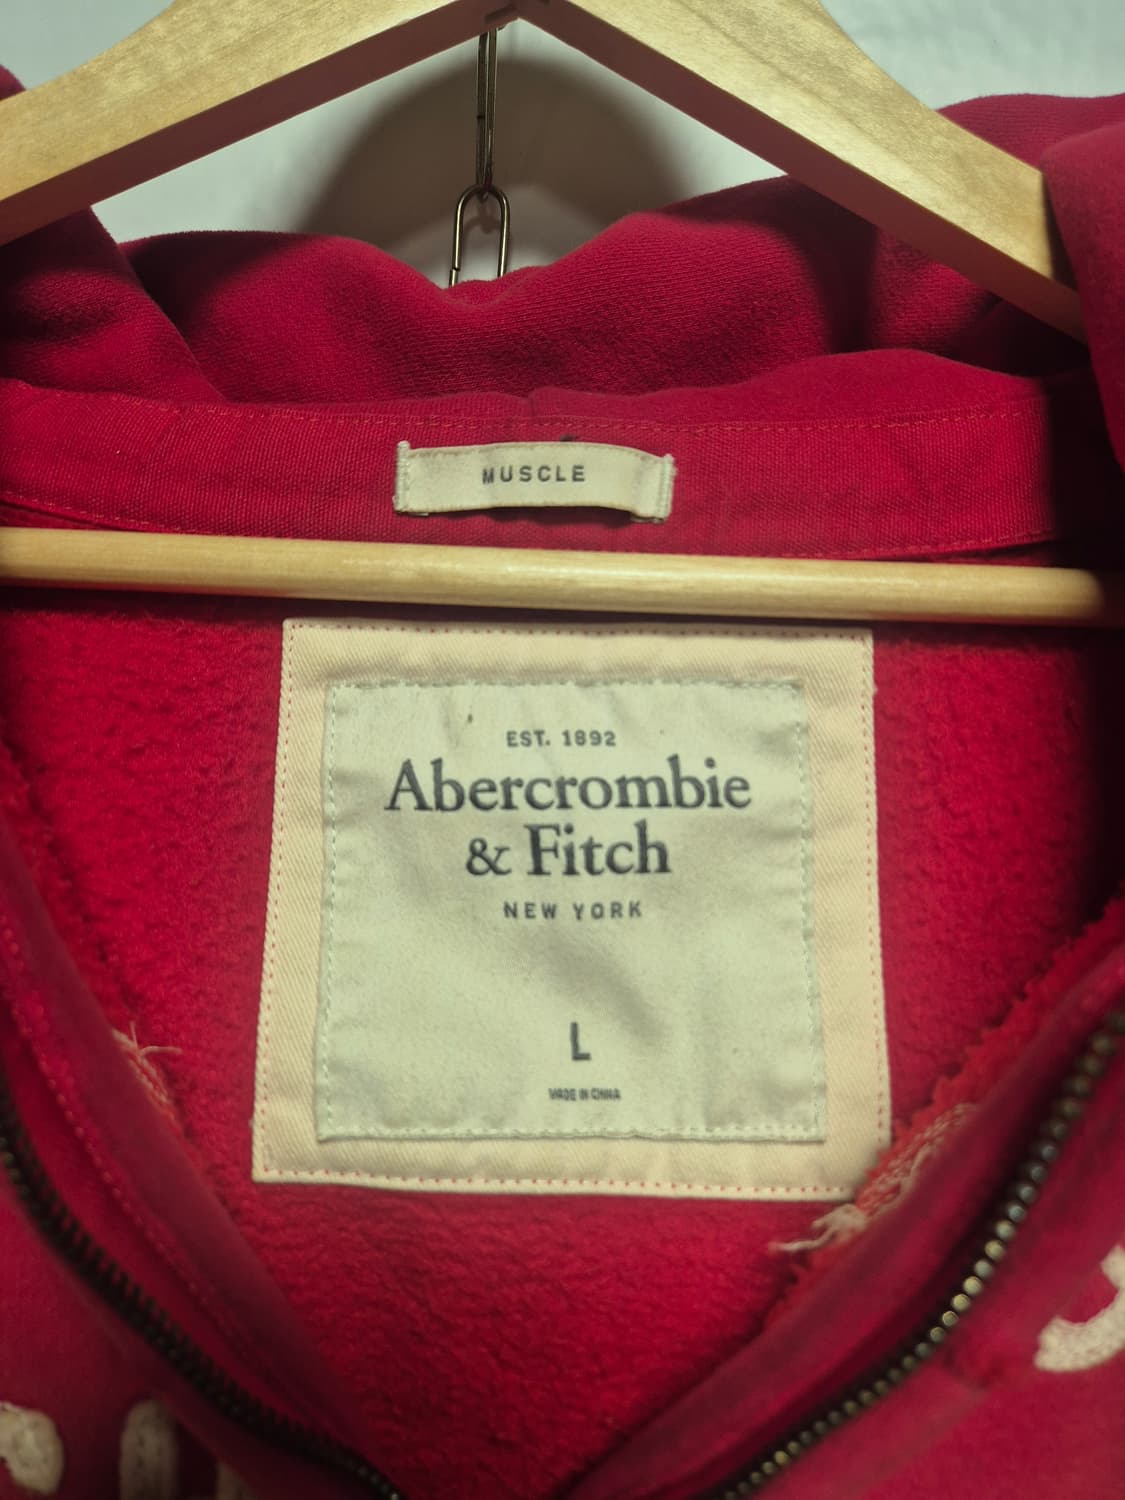 MUSCLE
EST. 1892
Abercrombie
& Fitch
NEW YORK
L
MADE IN CHINA